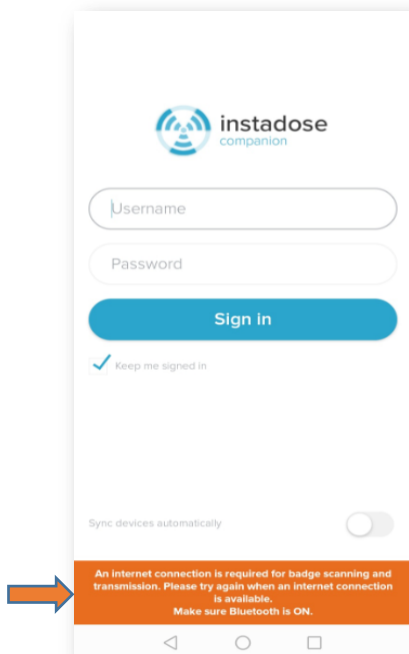 instadose
companion
Username
Password
Sign in
Keep me signed in
Sync devices automatically
An internet connection is required for badge scanning and
transmission. Please try again when an internet connection
is available.
Make sure Bluetooth is ON.